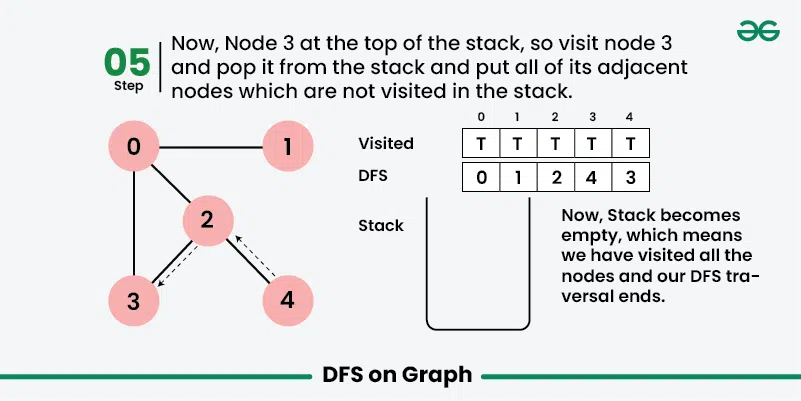 05
Step
Now, Node 3 at the top of the stack, so visit node 3
and pop it from the stack and put all of its adjacent
nodes which are not visited in the stack.
0
1
2
3
4
0 1 2 3 4
Visited T T T T T
DFS 0 1 2 4 3
Stack
Now, Stack becomes
empty, which means
we have visited all the
nodes and our DFS tra-
versal ends.
DFS on Graph